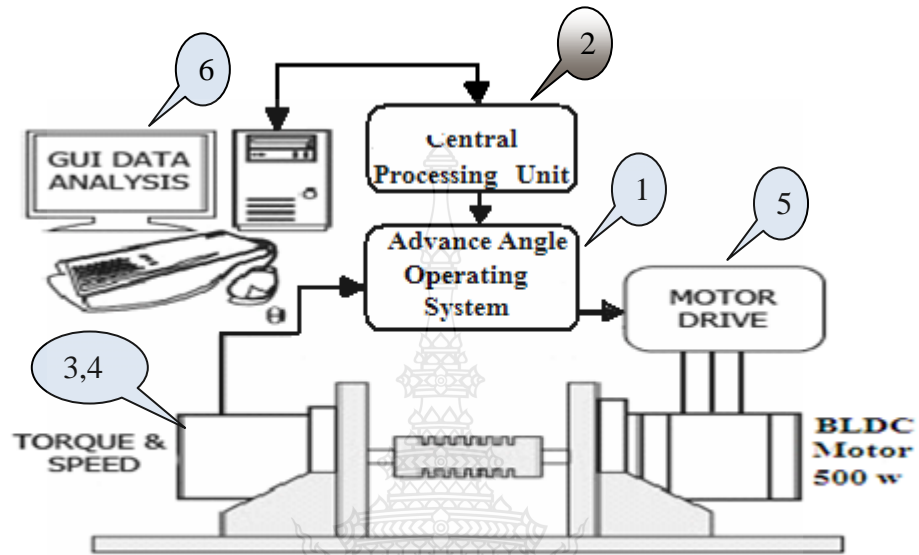 6
2
GUI DATA
ANALYSIS
Central
Processing Unit
1
5
Advance Angle
Operating
System
MOTOR
DRIVE
θ
3,4
TORQUE &
SPEED
BLDC
Motor
500 w